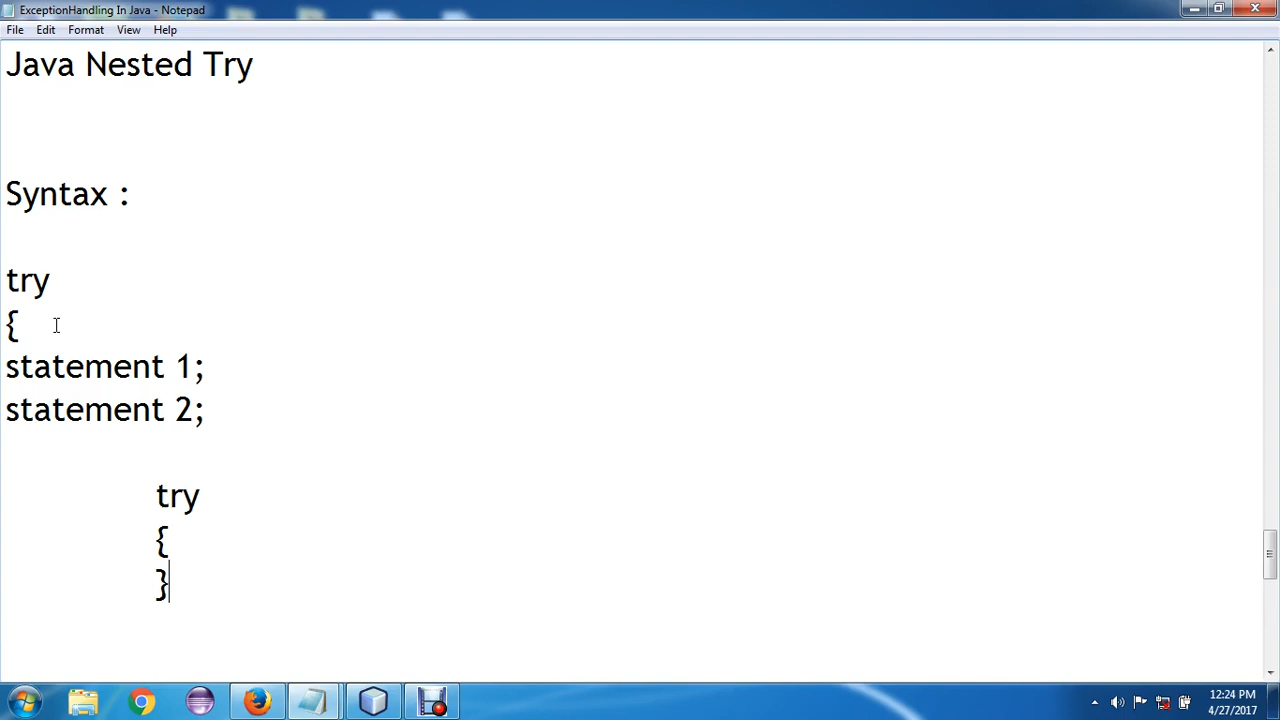 ExceptionHandling In Java - Notepad
File Edit Format View Help
Java Nested Try
Syntax :
try
{
statement 1;
statement 2;
try
{
}
12:24 PM
4/27/2017